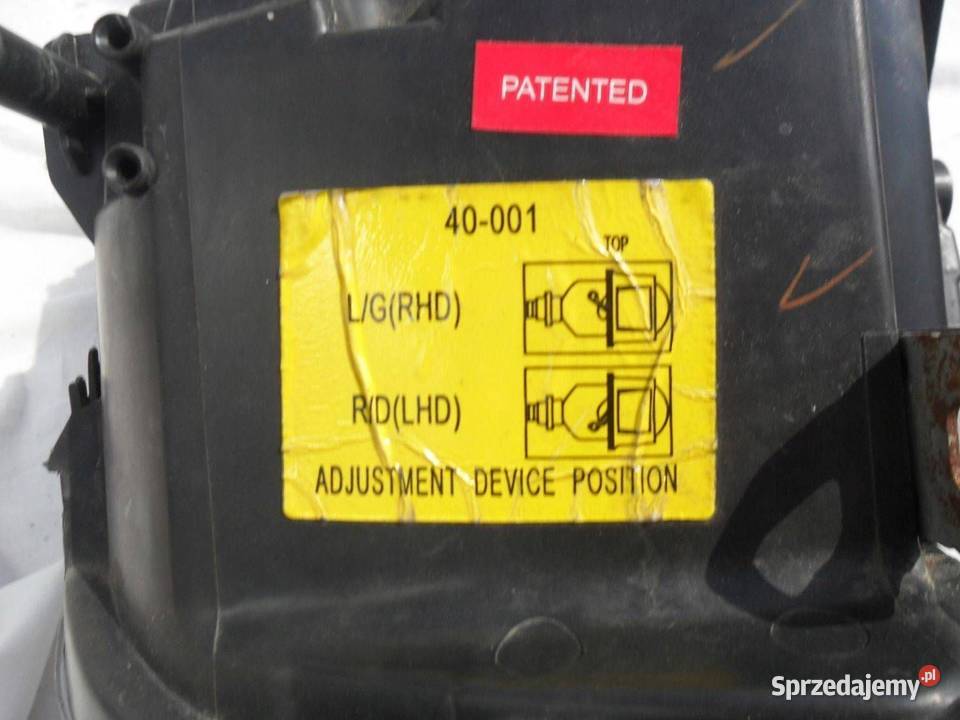 PATENTED
40-001
TOP
L/G(RHD)
R/D(LHD)
ADJUSTMENT DEVICE POSITION
Sprzedajemy.pl